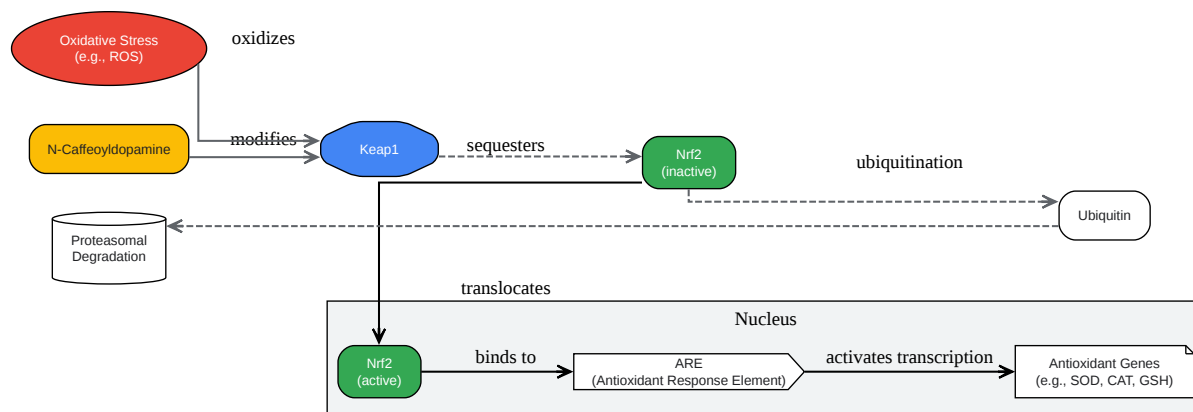 Oxidative Stress
(e.g., ROS)
oxidizes
N-Caffeoyldopamine
modifies
Keap1
sequesters
Nrf2
(inactive)
ubiquitination
Ubiquitin
Proteasomal
Degradation
translocates
Nucleus
Nrf2
(active)
binds to
ARE
(Antioxidant Response Element)
activates transcription
Antioxidant Genes
(e.g., SOD, CAT, GSH)